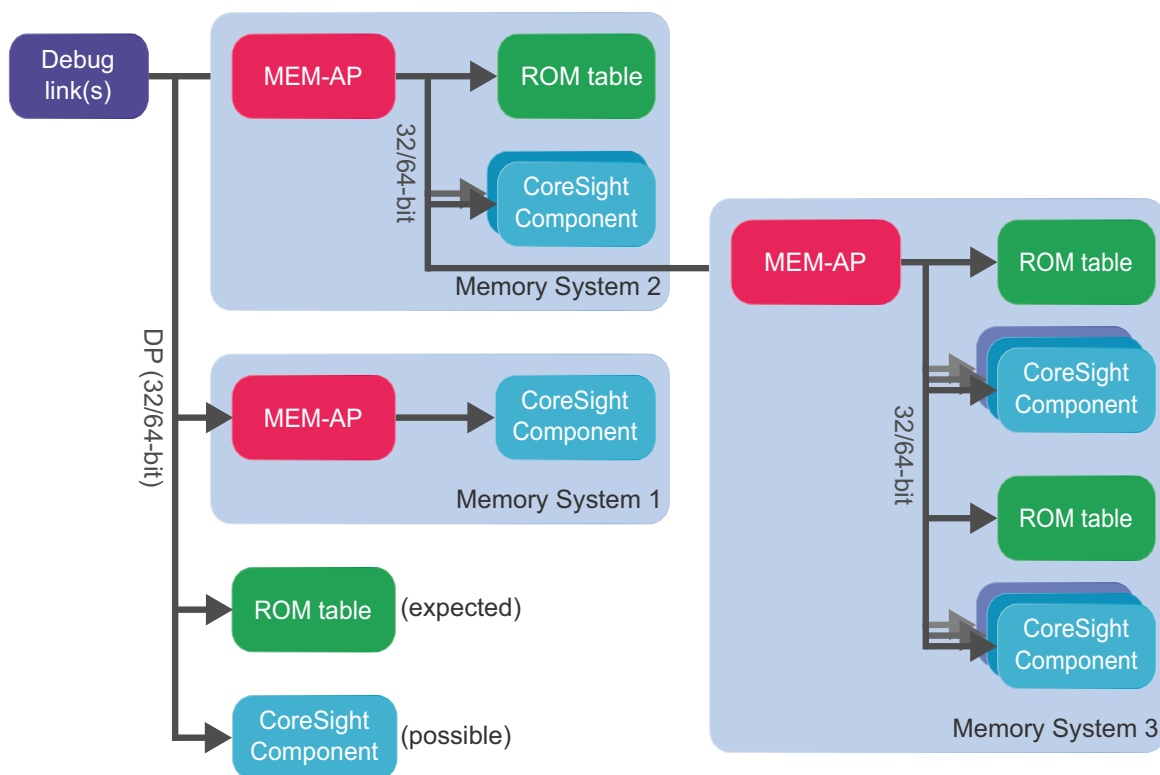 Debug
link(s)
DP (32/64-bit)
MEM-AP
32/64-bit
ROM table
CoreSight
Component
Memory System 2
MEM-AP
CoreSight
Component
Memory System 1
ROM table
(expected)
CoreSight
Component
(possible)
MEM-AP
32/64-bit
ROM table
CoreSight
Component
ROM table
CoreSight
Component
Memory System 3